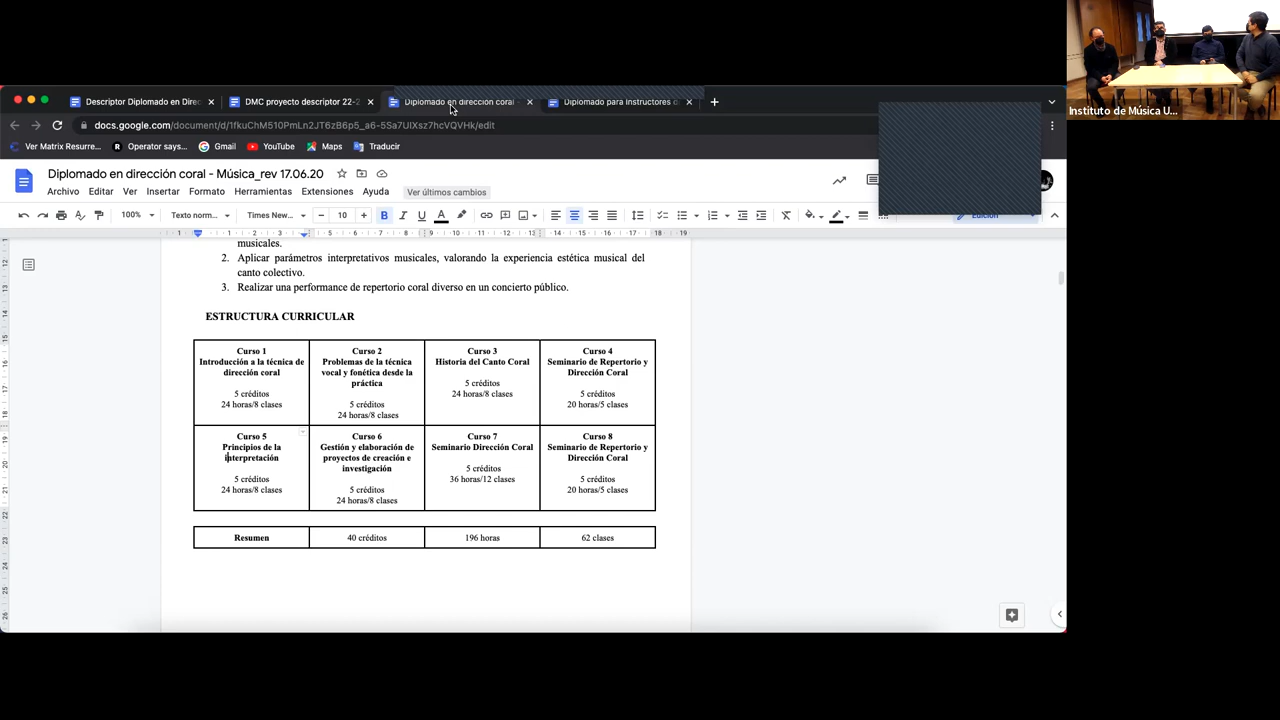 Instituto de Música U...
Descriptor Diplomado en Direc
DMC proyecto descriptor 22-2
Diplomado en dirección coral -
Diplomado para Instructores d
docs.google.com/document/d/1fkuChM510PmLn2JT6zB6p5_a6-5Sa7UIXsz7hcVQVHk/edit
Ver Matrix Resurre...
Operator says...
Gmail
YouTube
Maps
Traducir
Diplomado en dirección coral - Música_rev 17.06.20
Archivo Editar Ver Insertar Formato Herramientas Extensiones Ayuda Ver últimos cambios
100% Texto norm... Times New... 10 Edición
musicales.
2. Aplicar parámetros interpretativos musicales, valorando la experiencia estética musical del
canto colectivo.
3. Realizar una performance de repertorio coral diverso en un concierto público.
ESTRUCTURA CURRICULAR
Curso 1
Introducción a la técnica de
dirección coral
5 créditos
24 horas/8 clases
Curso 2
Problemas de la técnica
vocal y fonética desde la
práctica
5 créditos
24 horas/8 clases
Curso 3
Historia del Canto Coral
5 créditos
24 horas/8 clases
Curso 4
Seminario de Repertorio y
Dirección Coral
5 créditos
20 horas/5 clases
Curso 5
Principios de la
interpretación
5 créditos
24 horas/8 clases
Curso 6
Gestión y elaboración de
proyectos de creación e
investigación
5 créditos
24 horas/8 clases
Curso 7
Seminario Dirección Coral
5 créditos
36 horas/12 clases
Curso 8
Seminario de Repertorio y
Dirección Coral
5 créditos
20 horas/5 clases
Resumen
40 créditos
196 horas
62 clases